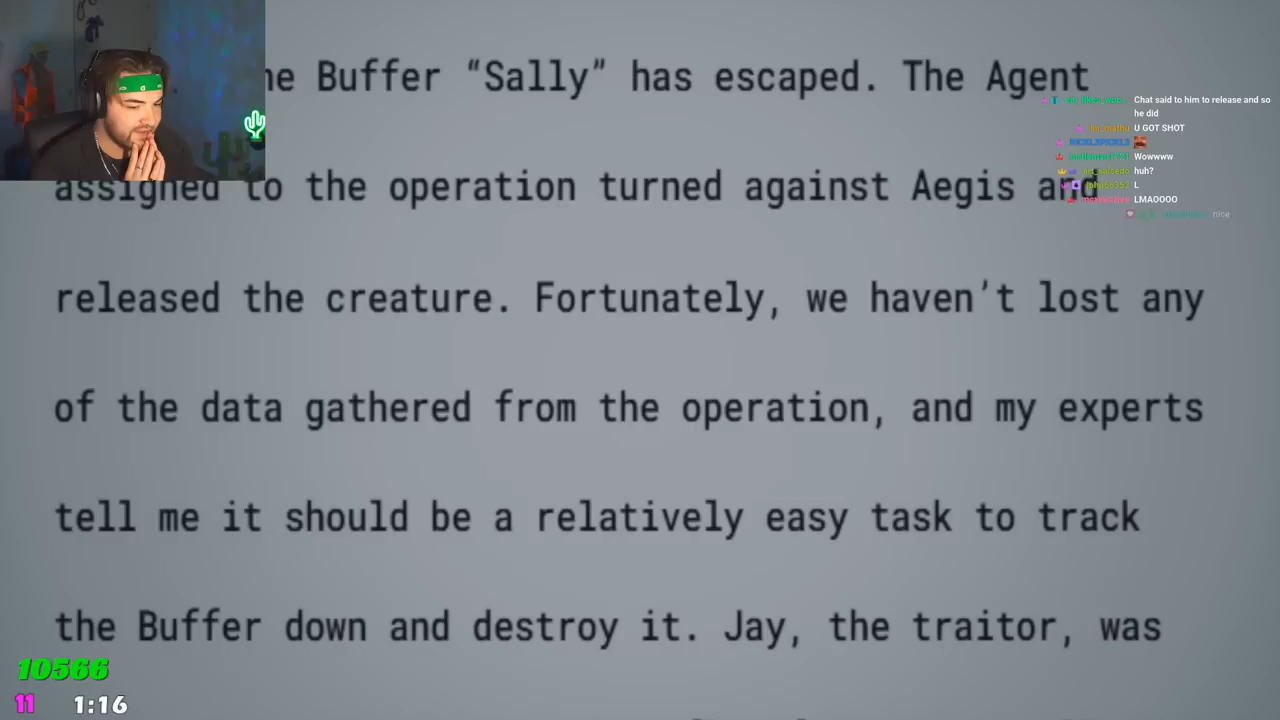 he Buffer “Sally” has escaped. The Agent
assigned to the operation turned against Aegis and
released the creature. Fortunately, we haven’t lost any
of the data gathered from the operation, and my experts
tell me it should be a relatively easy task to track
the Buffer down and destroy it. Jay, the traitor, was
Chat said to him to release and so
he did
U GOT SHOT
Wowwww
huh?
L
LMAOOOO
nice
10566
11 1:16